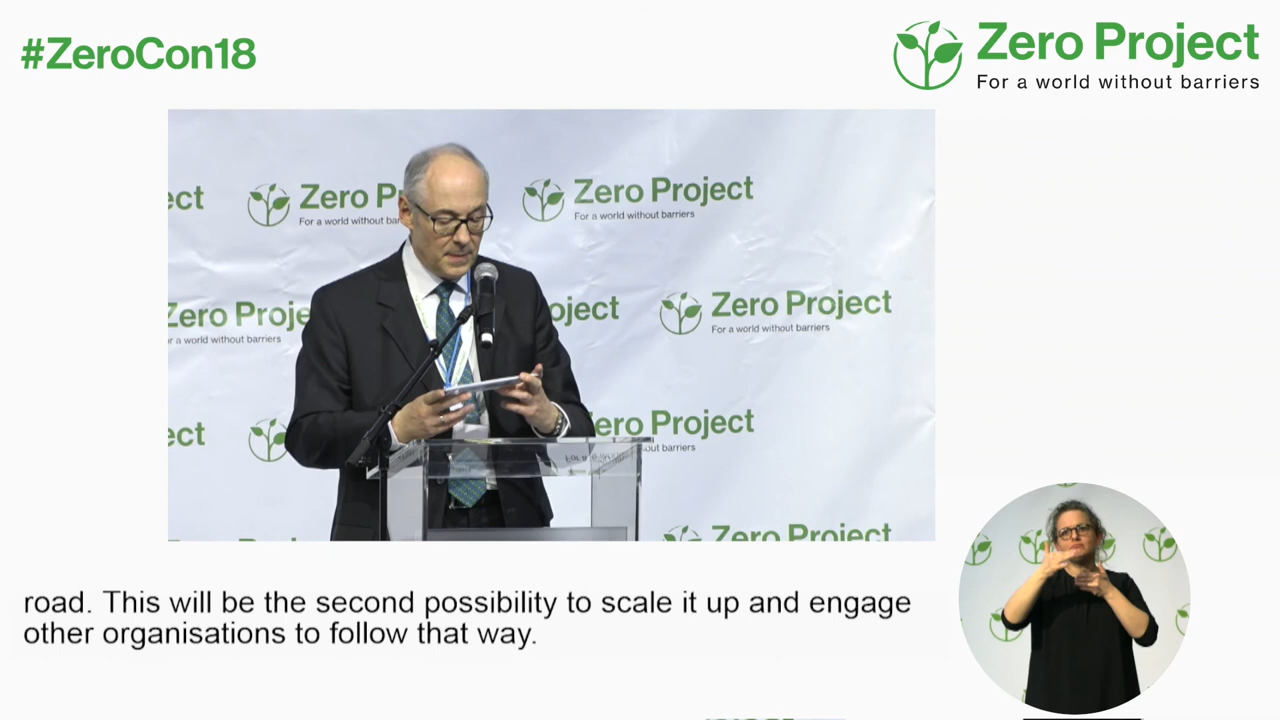 #ZeroCon18
Zero Project
For a world without barriers
ect
Zero P
For a world without bar
Zero Project
For a world without barriers
Zero Proje
r a world without barriers
oject
Zero Project
For a world without barriers
ect
ero Project
out barriers
Zero Project
road. This will be the second possibility to scale it up and engage
other organisations to follow that way.